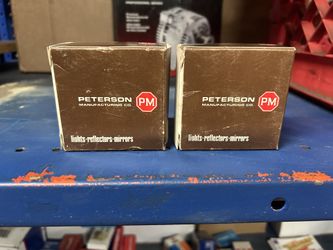 PETERSON
MANUFACTURING CO.
PM
lights-reflectors-mirrors
PETERSON
MANUFACTURING CO.
PM
lights-reflectors-mirrors